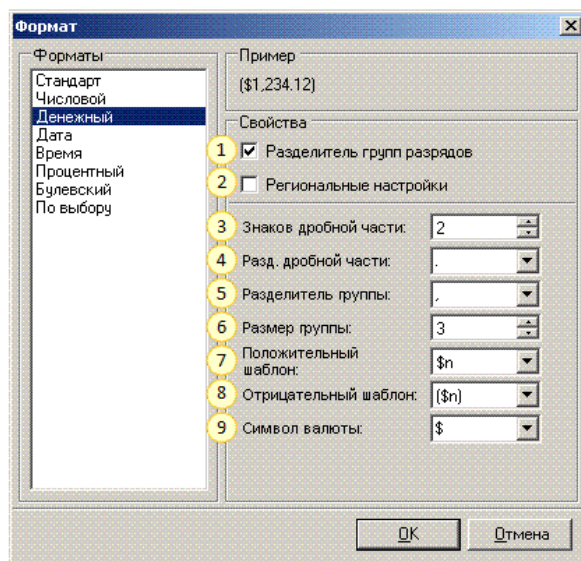 Формат
Форматы
Стандарт
Числовой
Денежный
Дата
Время
Процентный
Булевский
По выбору
Пример
($1,234.12)
Свойства
1 Разделитель групп разрядов
2 Региональные настройки
3 Знаков дробной части: 2
4 Разд. дробной части: .
5 Разделитель группы: ,
6 Размер группы: 3
7 Положительный
шаблон: $n
8 Отрицательный шаблон: ($n)
9 Символ валюты: $
OK
Отмена